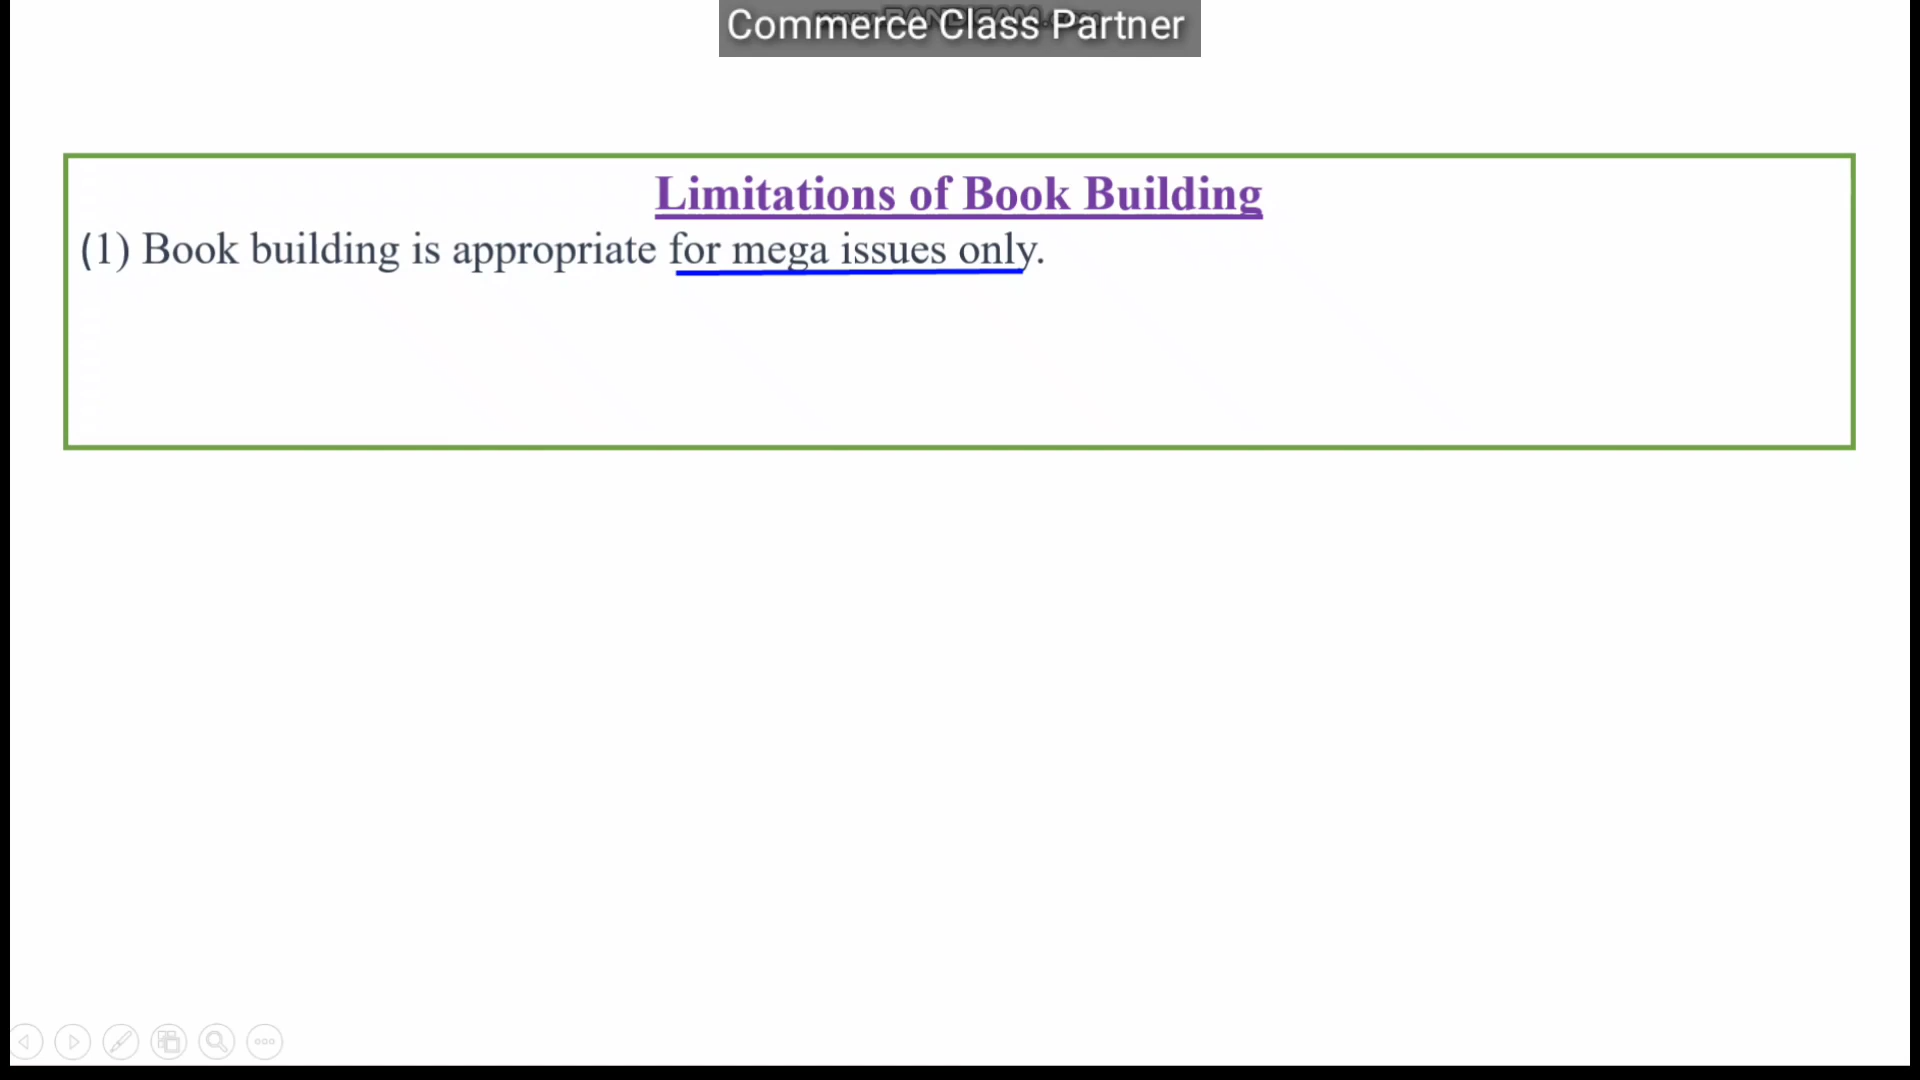 Commerce Class Partner
Limitations of Book Building
(1) Book building is appropriate for mega issues only.